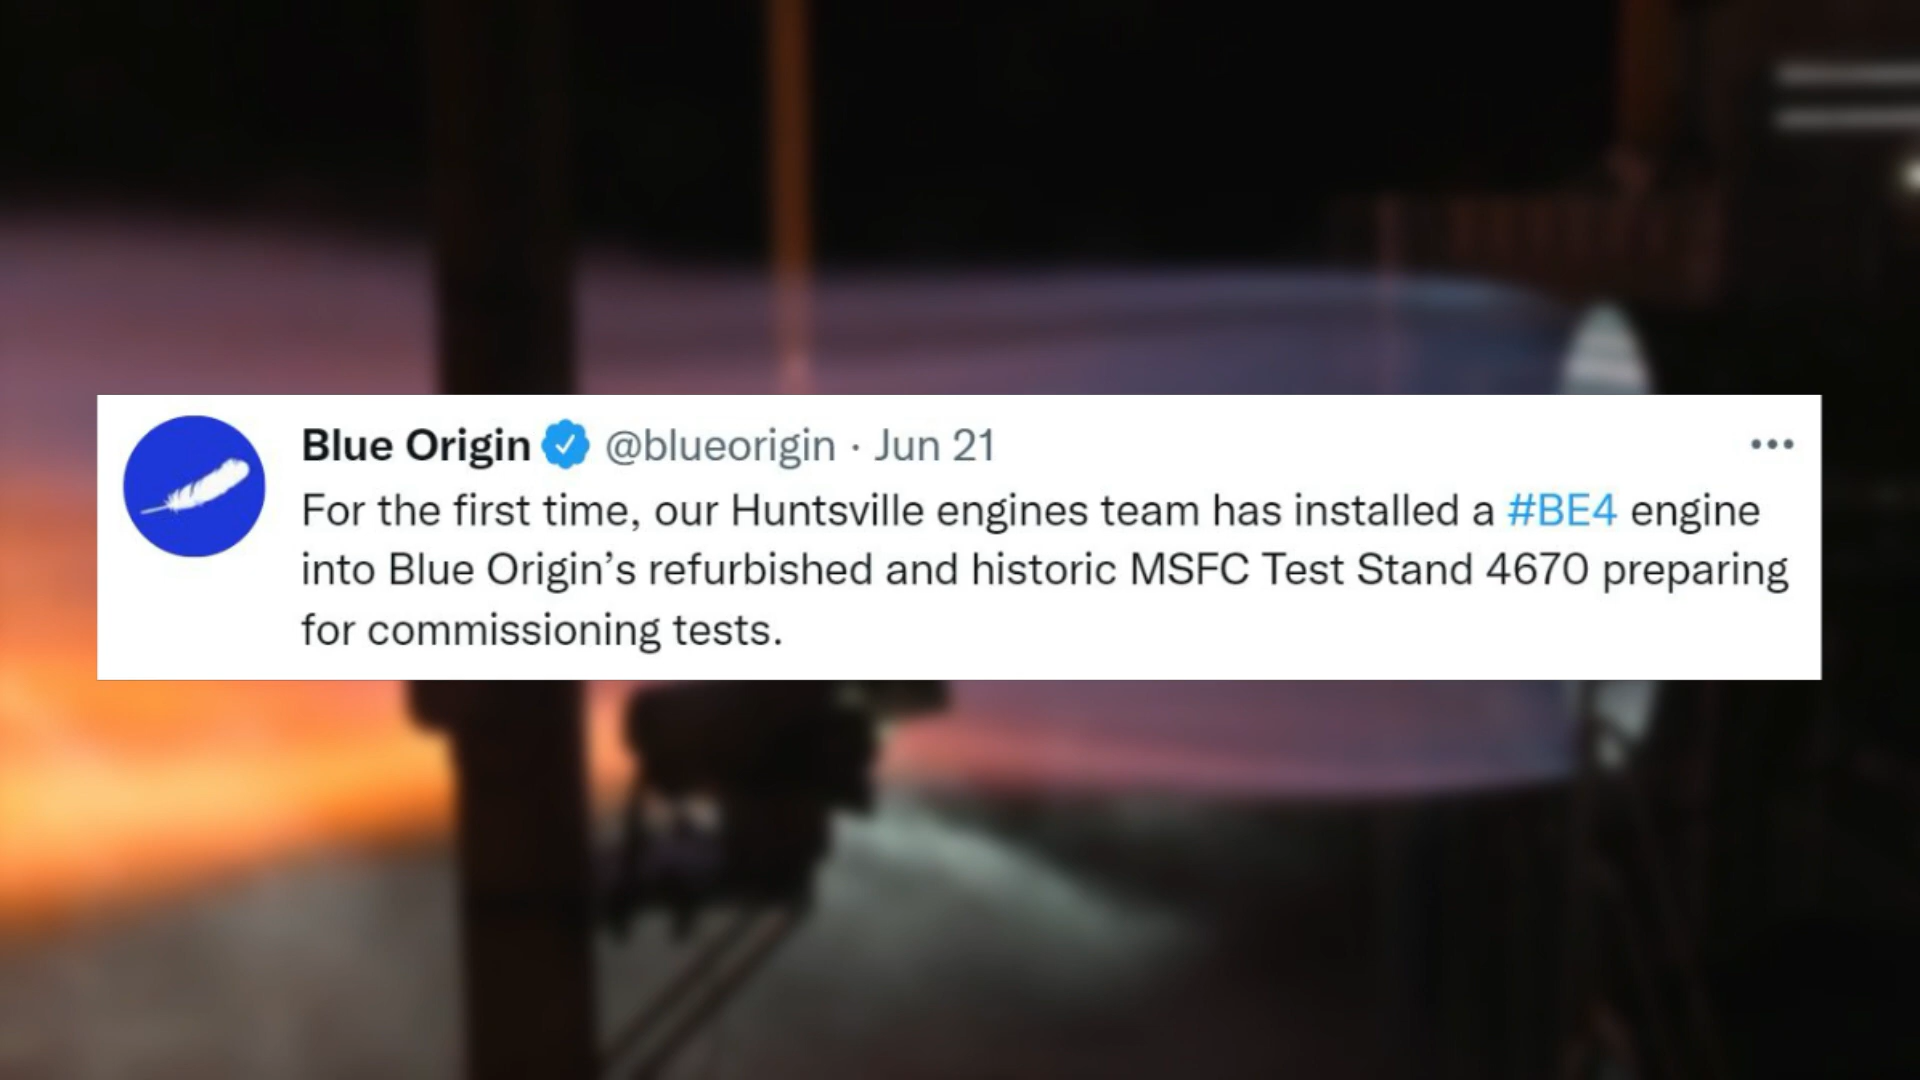 Blue Origin @blueorigin · Jun 21
For the first time, our Huntsville engines team has installed a #BE4 engine
into Blue Origin’s refurbished and historic MSFC Test Stand 4670 preparing
for commissioning tests.